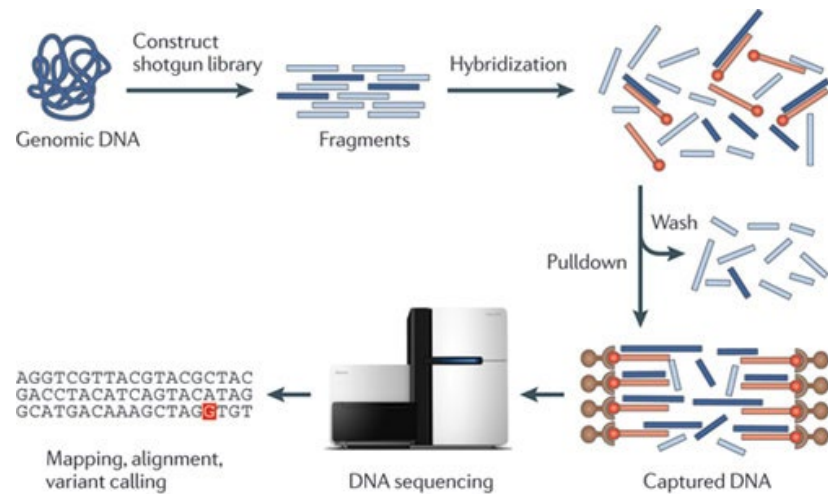 Construct
shotgun library
Hybridization
Genomic DNA
Fragments
Wash
Pulldown
AGGTCGTTACGTACGCTAC
GACCTACATCAGTACATAG
GCATGACAAAGCTAGGTGT
Mapping, alignment,
variant calling
DNA sequencing
Captured DNA